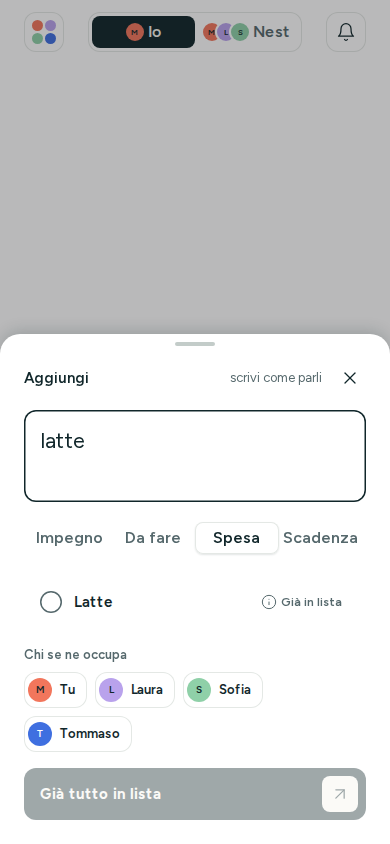 M Io M L S Nest
Aggiungi scrivi come parli
latte
Impegno Da fare Spesa Scadenza
Latte Già in lista
Chi se ne occupa
M Tu L Laura S Sofia
T Tommaso
Già tutto in lista